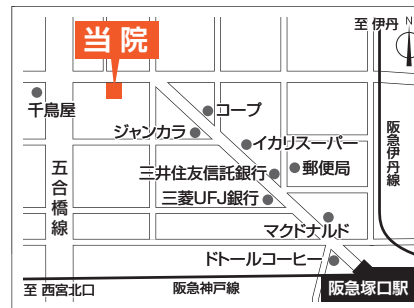 当院
至 伊丹
N
千鳥屋
コープ
ジャンカラ
イカリスーパー
阪急伊丹線
三井住友信託銀行
郵便局
五合橋線
三菱UFJ銀行
マクドナルド
ドトールコーヒー
至 西宮北口
阪急神戸線
阪急塚口駅